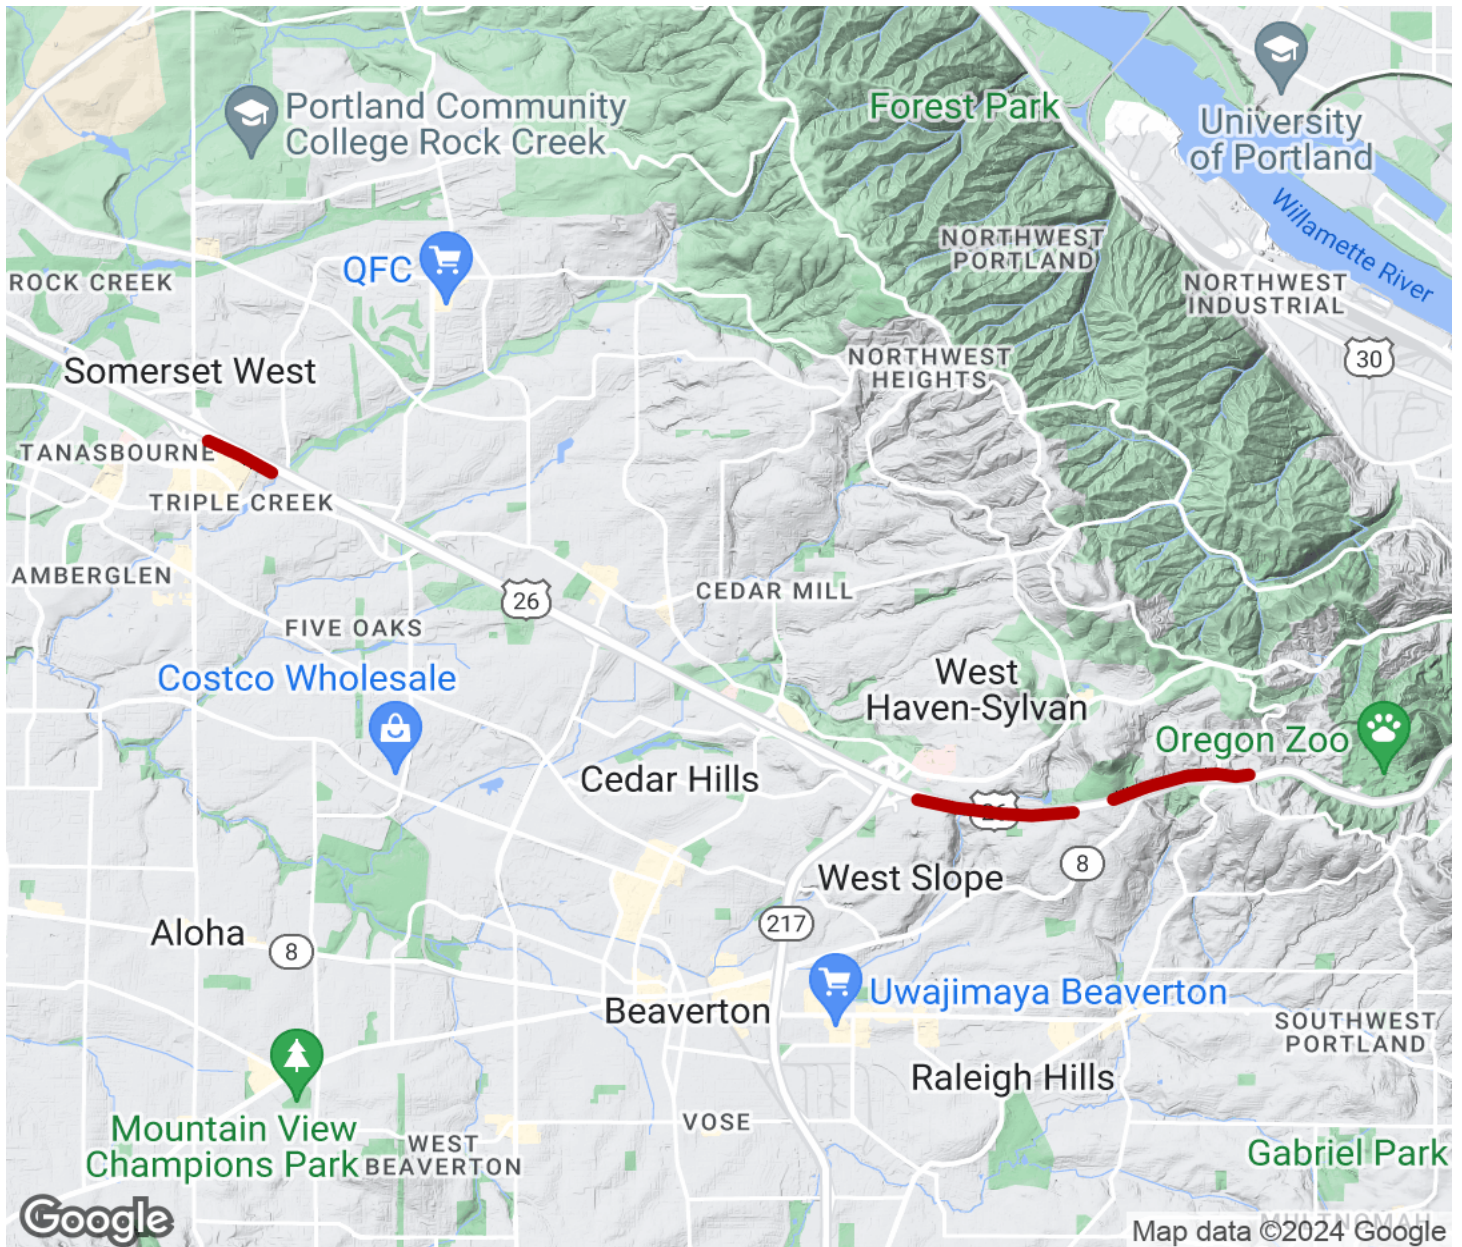 Forest Park
Portland Community
College Rock Creek
University
of Portland
Willamette River
NORTHWEST
PORTLAND
QFC
ROCK CREEK
NORTHWEST
INDUSTRIAL
30
NORTHWEST
HEIGHTS
Somerset West
TANASBOURNE
TRIPLE CREEK
AMBERGLEN
CEDAR MILL
26
FIVE OAKS
Costco Wholesale
West
Haven-Sylvan
Oregon Zoo
Cedar Hills
26
8
West Slope
217
Aloha
8
Uwajimaya Beaverton
Beaverton
SOUTHWEST
PORTLAND
Raleigh Hills
VOSE
Mountain View
Champions Park
WEST
BEAVERTON
Gabriel Park
MULTNOMAH
Google
Map data ©2024 Google